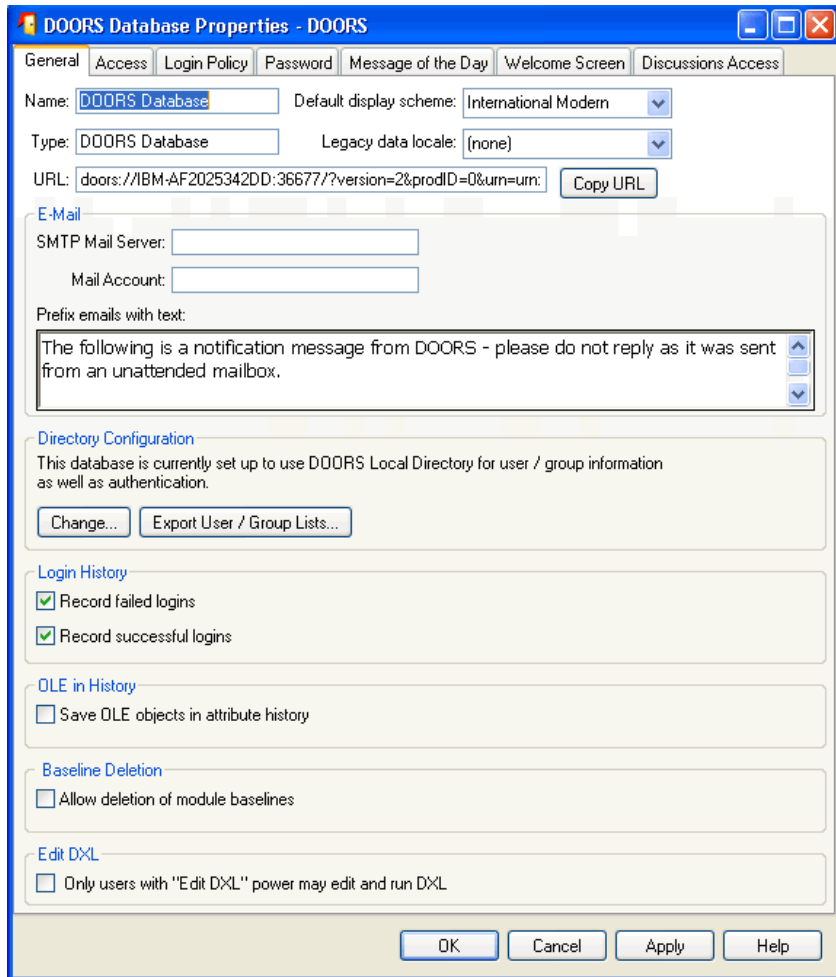 DOORS Database Properties - DOORS
General Access Login Policy Password Message of the Day Welcome Screen Discussions Access
Name: DOORS Database Default display scheme: International Modern
Type: DOORS Database Legacy data locale: (none)
URL: doors://IBM-AF2025342DD:36677/?version=2&prodID=0&urn=urn: Copy URL
E-Mail
SMTP Mail Server:
Mail Account:
Prefix emails with text:
The following is a notification message from DOORS - please do not reply as it was sent
from an unattended mailbox.
Directory Configuration
This database is currently set up to use DOORS Local Directory for user / group information
as well as authentication.
Change... Export User / Group Lists...
Login History
Record failed logins
Record successful logins
OLE in History
Save OLE objects in attribute history
Baseline Deletion
Allow deletion of module baselines
Edit DXL
Only users with "Edit DXL" power may edit and run DXL
OK Cancel Apply Help